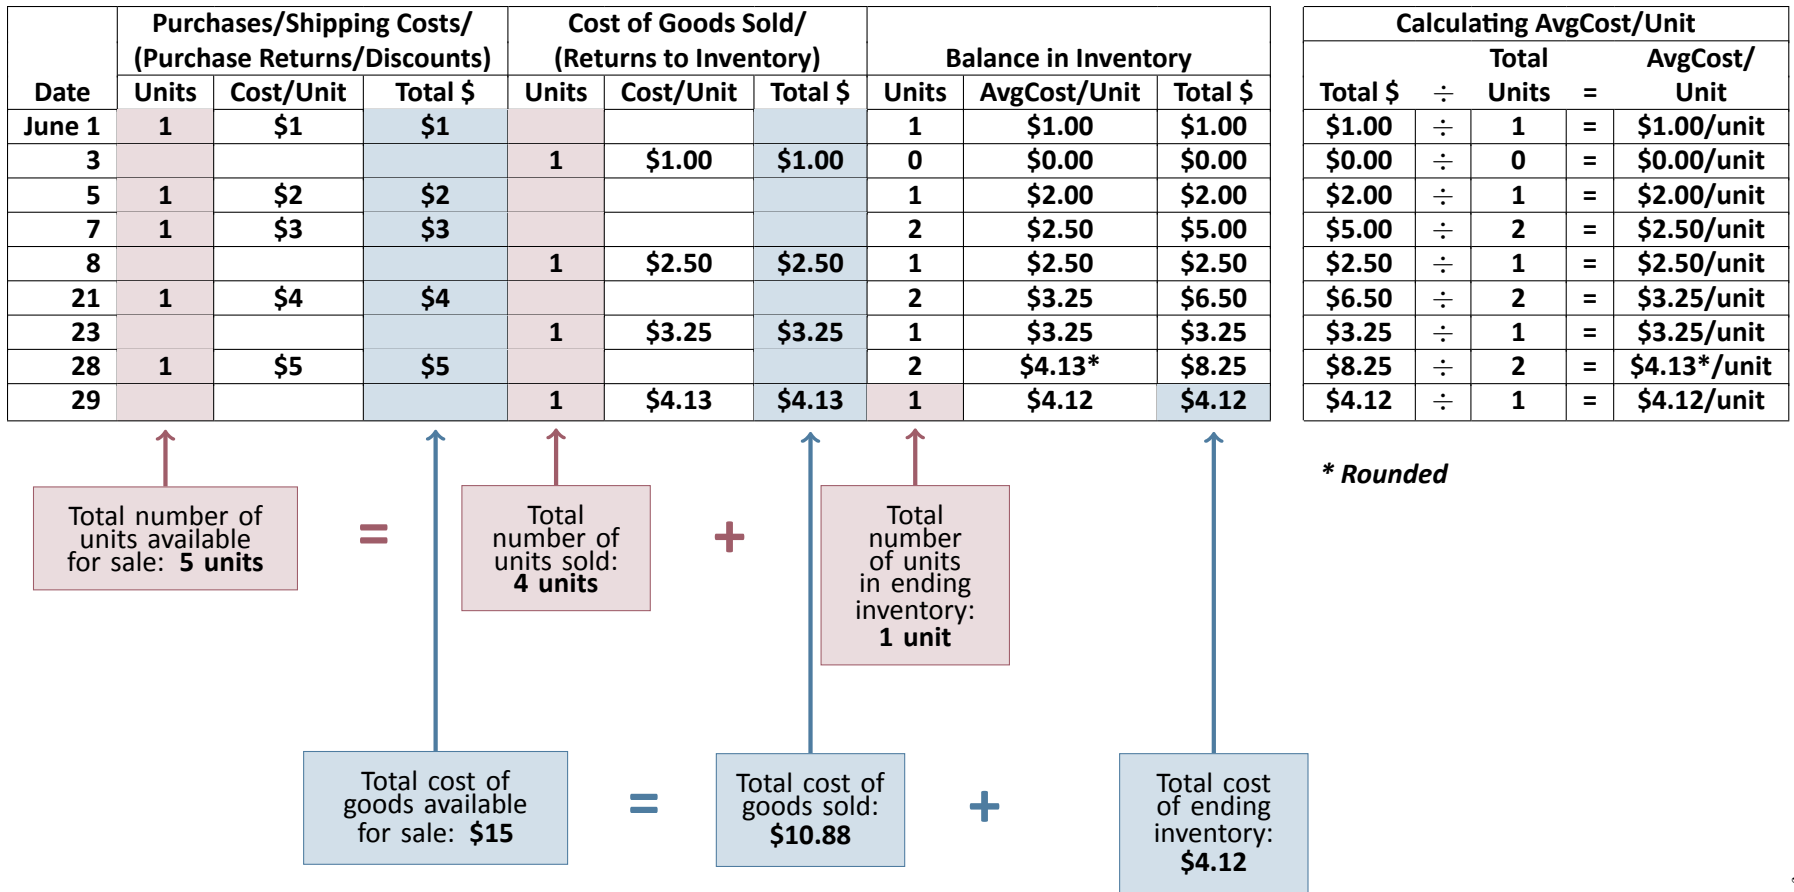 Purchases/Shipping Costs/ Cost of Goods Sold/ Calculating AvgCost/Unit
(Purchase Returns/Discounts) (Returns to Inventory) Balance in Inventory Total AvgCost/
Date Units Cost/Unit Total $ Units Cost/Unit Total $ Units AvgCost/Unit Total $ Total $ ÷ Units = Unit
June 1 1 $1 $1 1 $1.00 $1.00 $1.00 ÷ 1 = $1.00/unit
3 1 $1.00 $1.00 0 $0.00 $0.00 $0.00 ÷ 0 = $0.00/unit
5 1 $2 $2 1 $2.00 $2.00 $2.00 ÷ 1 = $2.00/unit
7 1 $3 $3 2 $2.50 $5.00 $5.00 ÷ 2 = $2.50/unit
8 1 $2.50 $2.50 1 $2.50 $2.50 $2.50 ÷ 1 = $2.50/unit
21 1 $4 $4 2 $3.25 $6.50 $6.50 ÷ 2 = $3.25/unit
23 1 $3.25 $3.25 1 $3.25 $3.25 $3.25 ÷ 1 = $3.25/unit
28 1 $5 $5 2 $4.13* $8.25 $8.25 ÷ 2 = $4.13*/unit
29 1 $4.13 $4.13 1 $4.12 $4.12 $4.12 ÷ 1 = $4.12/unit
* Rounded
Total number of
units available
for sale: 5 units
=
Total
number of
units sold:
4 units
+
Total
number
of units
in ending
inventory:
1 unit
Total cost of
goods available
for sale: $15
=
Total cost of
goods sold:
$10.88
+
Total cost
of ending
inventory:
$4.12